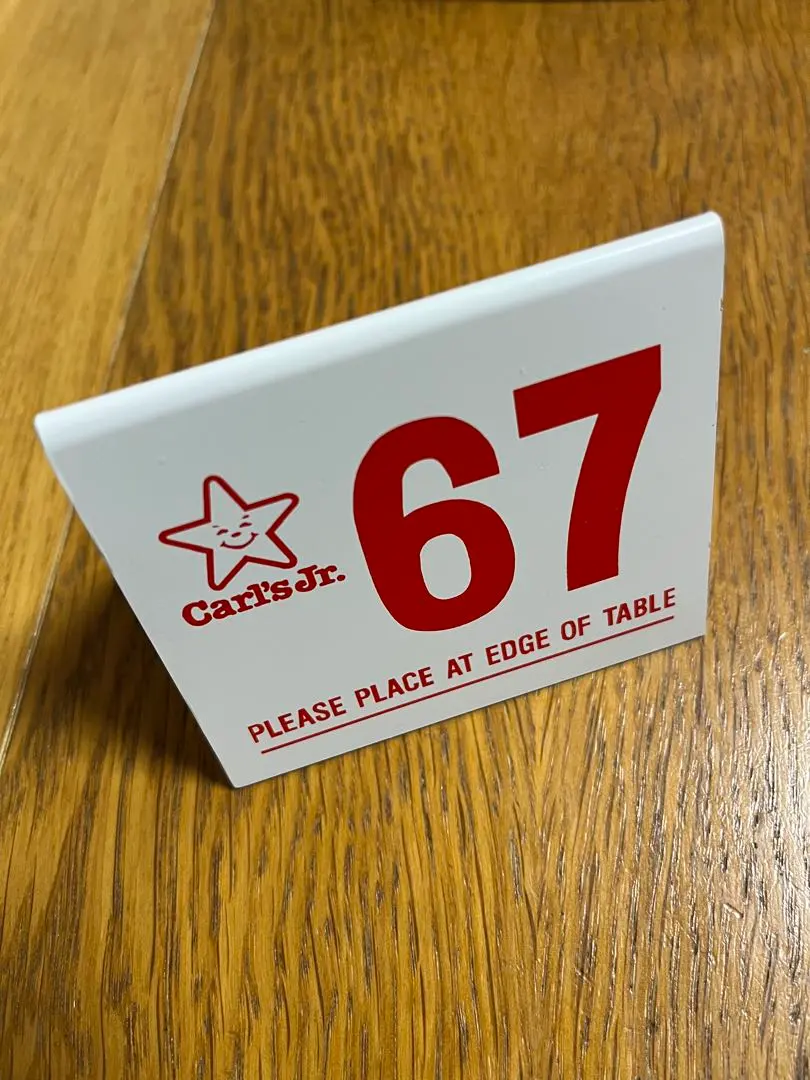 67
Carl's Jr.
PLEASE PLACE AT EDGE OF TABLE